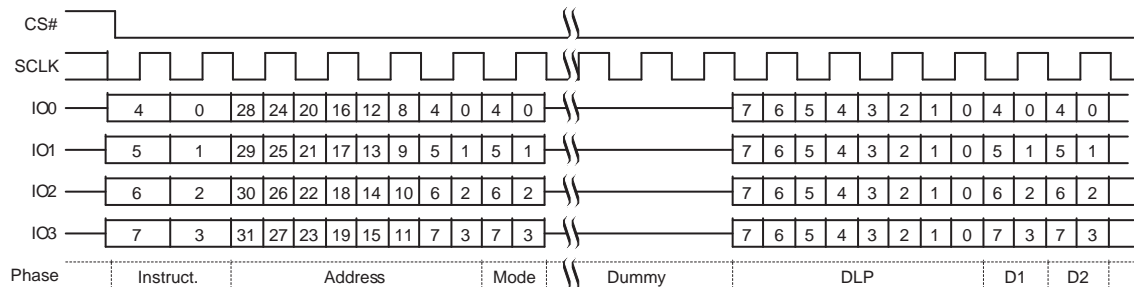 CS#
SCLK
IO0 4 0 28 24 20 16 12 8 4 0 4 0 7 6 5 4 3 2 1 0 4 0 4 0
IO1 5 1 29 25 21 17 13 9 5 1 5 1 7 6 5 4 3 2 1 0 5 1 5 1
IO2 6 2 30 26 22 18 14 10 6 2 6 2 7 6 5 4 3 2 1 0 6 2 6 2
IO3 7 3 31 27 23 19 15 11 7 3 7 3 7 6 5 4 3 2 1 0 7 3 7 3
Phase Instruct. Address Mode Dummy DLP D1 D2